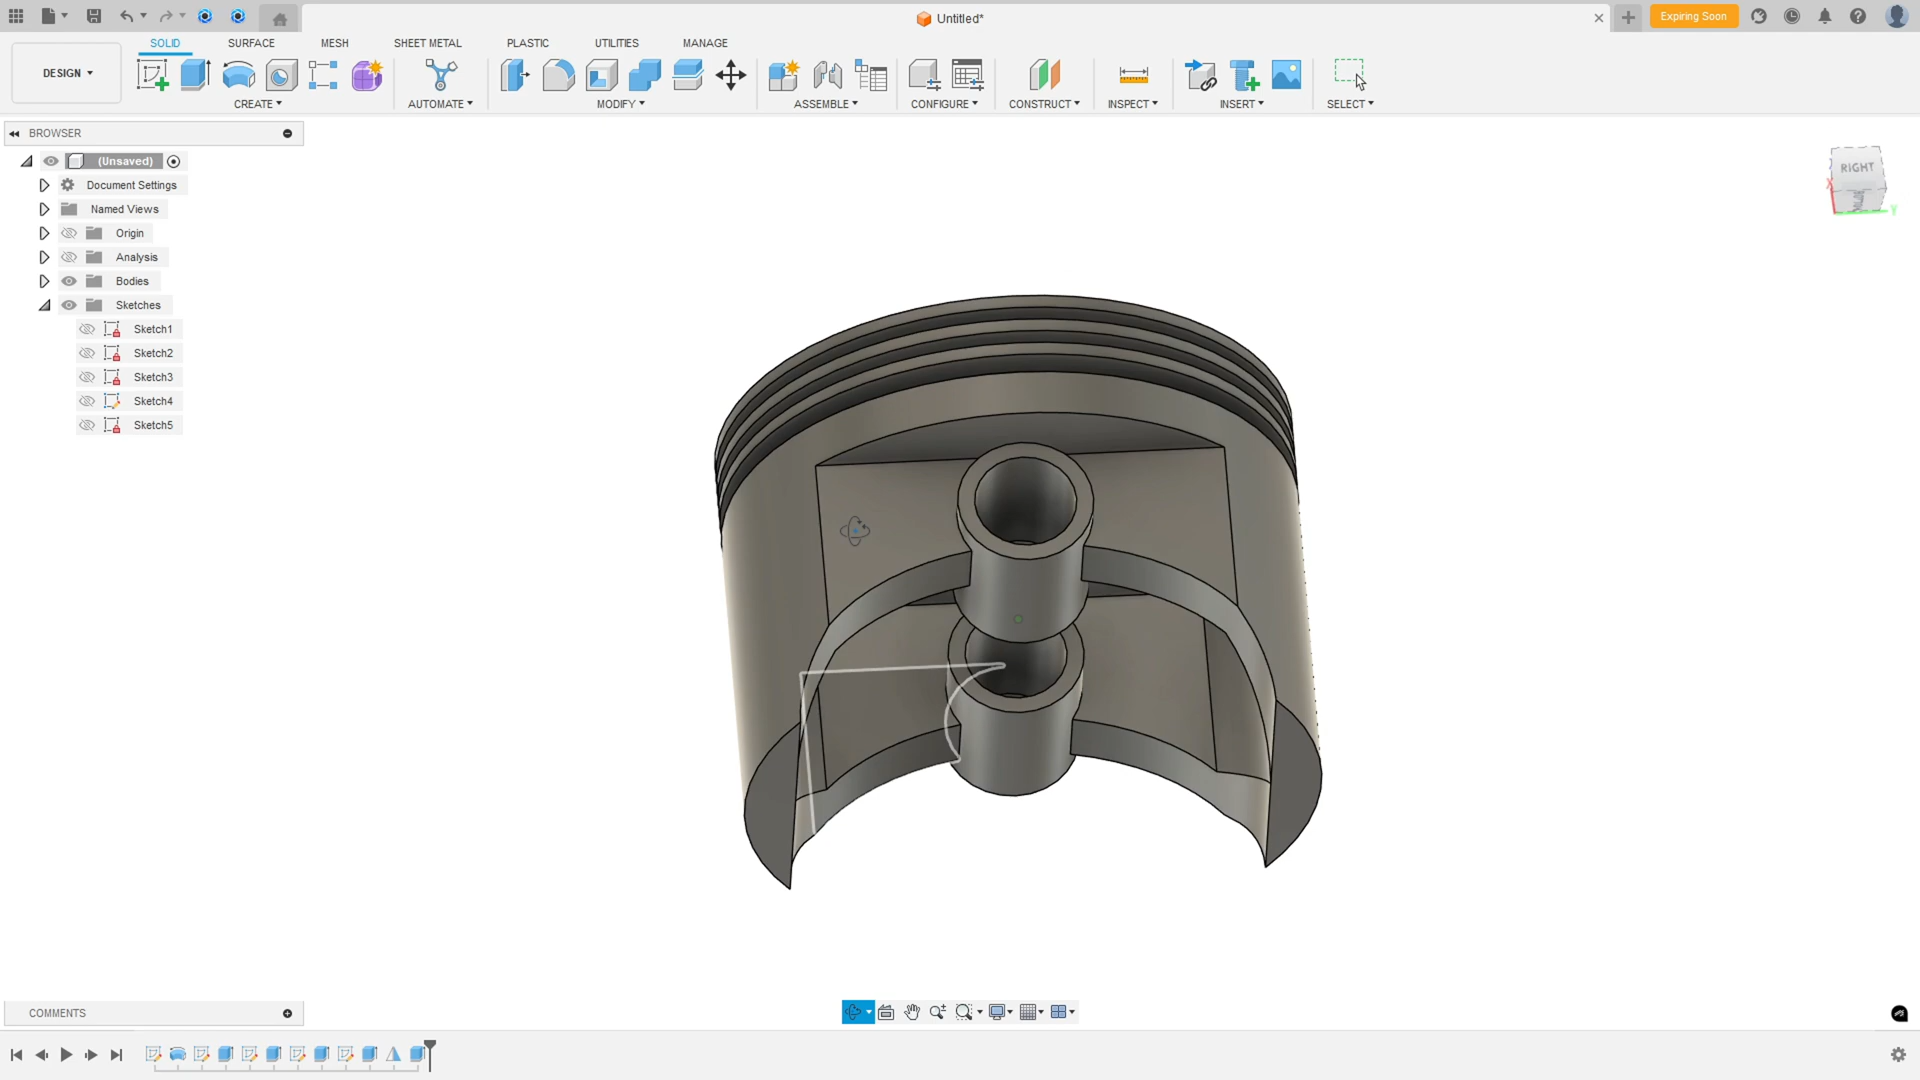 Untitled*
Expiring Soon
DESIGN
SOLID SURFACE MESH SHEET METAL PLASTIC UTILITIES MANAGE
CREATE AUTOMATE MODIFY ASSEMBLE CONFIGURE CONSTRUCT INSPECT INSERT SELECT
BROWSER
(Unsaved)
Document Settings
Named Views
Origin
Analysis
Bodies
Sketches
Sketch1
Sketch2
Sketch3
Sketch4
Sketch5
RIGHT
X
Y
COMMENTS